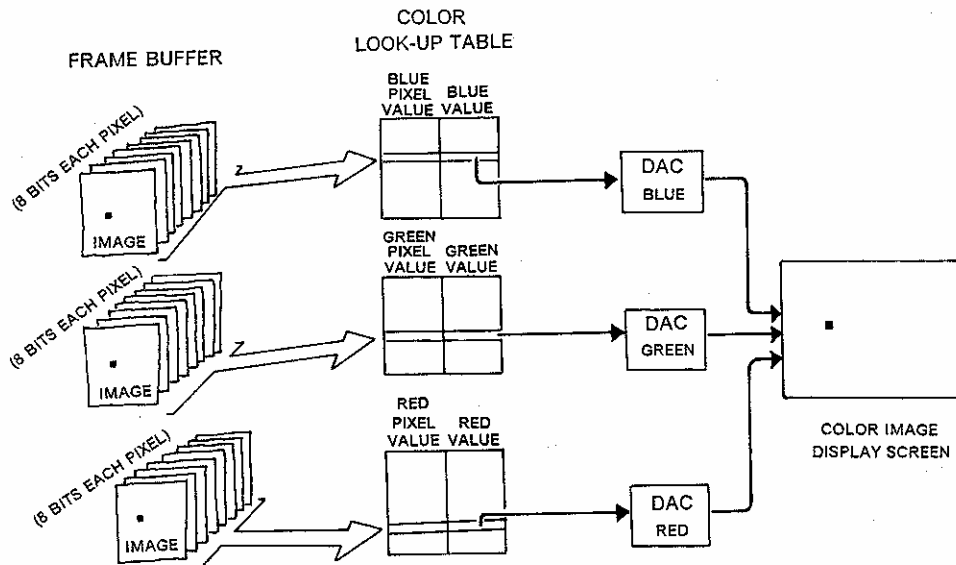 COLOR
LOOK-UP TABLE
FRAME BUFFER
BLUE
PIXEL BLUE
VALUE VALUE
(8 BITS EACH PIXEL)
IMAGE
DAC
BLUE
GREEN
PIXEL GREEN
VALUE VALUE
(8 BITS EACH PIXEL)
IMAGE
DAC
GREEN
RED
PIXEL RED
VALUE VALUE
(8 BITS EACH PIXEL)
IMAGE
DAC
RED
COLOR IMAGE
DISPLAY SCREEN